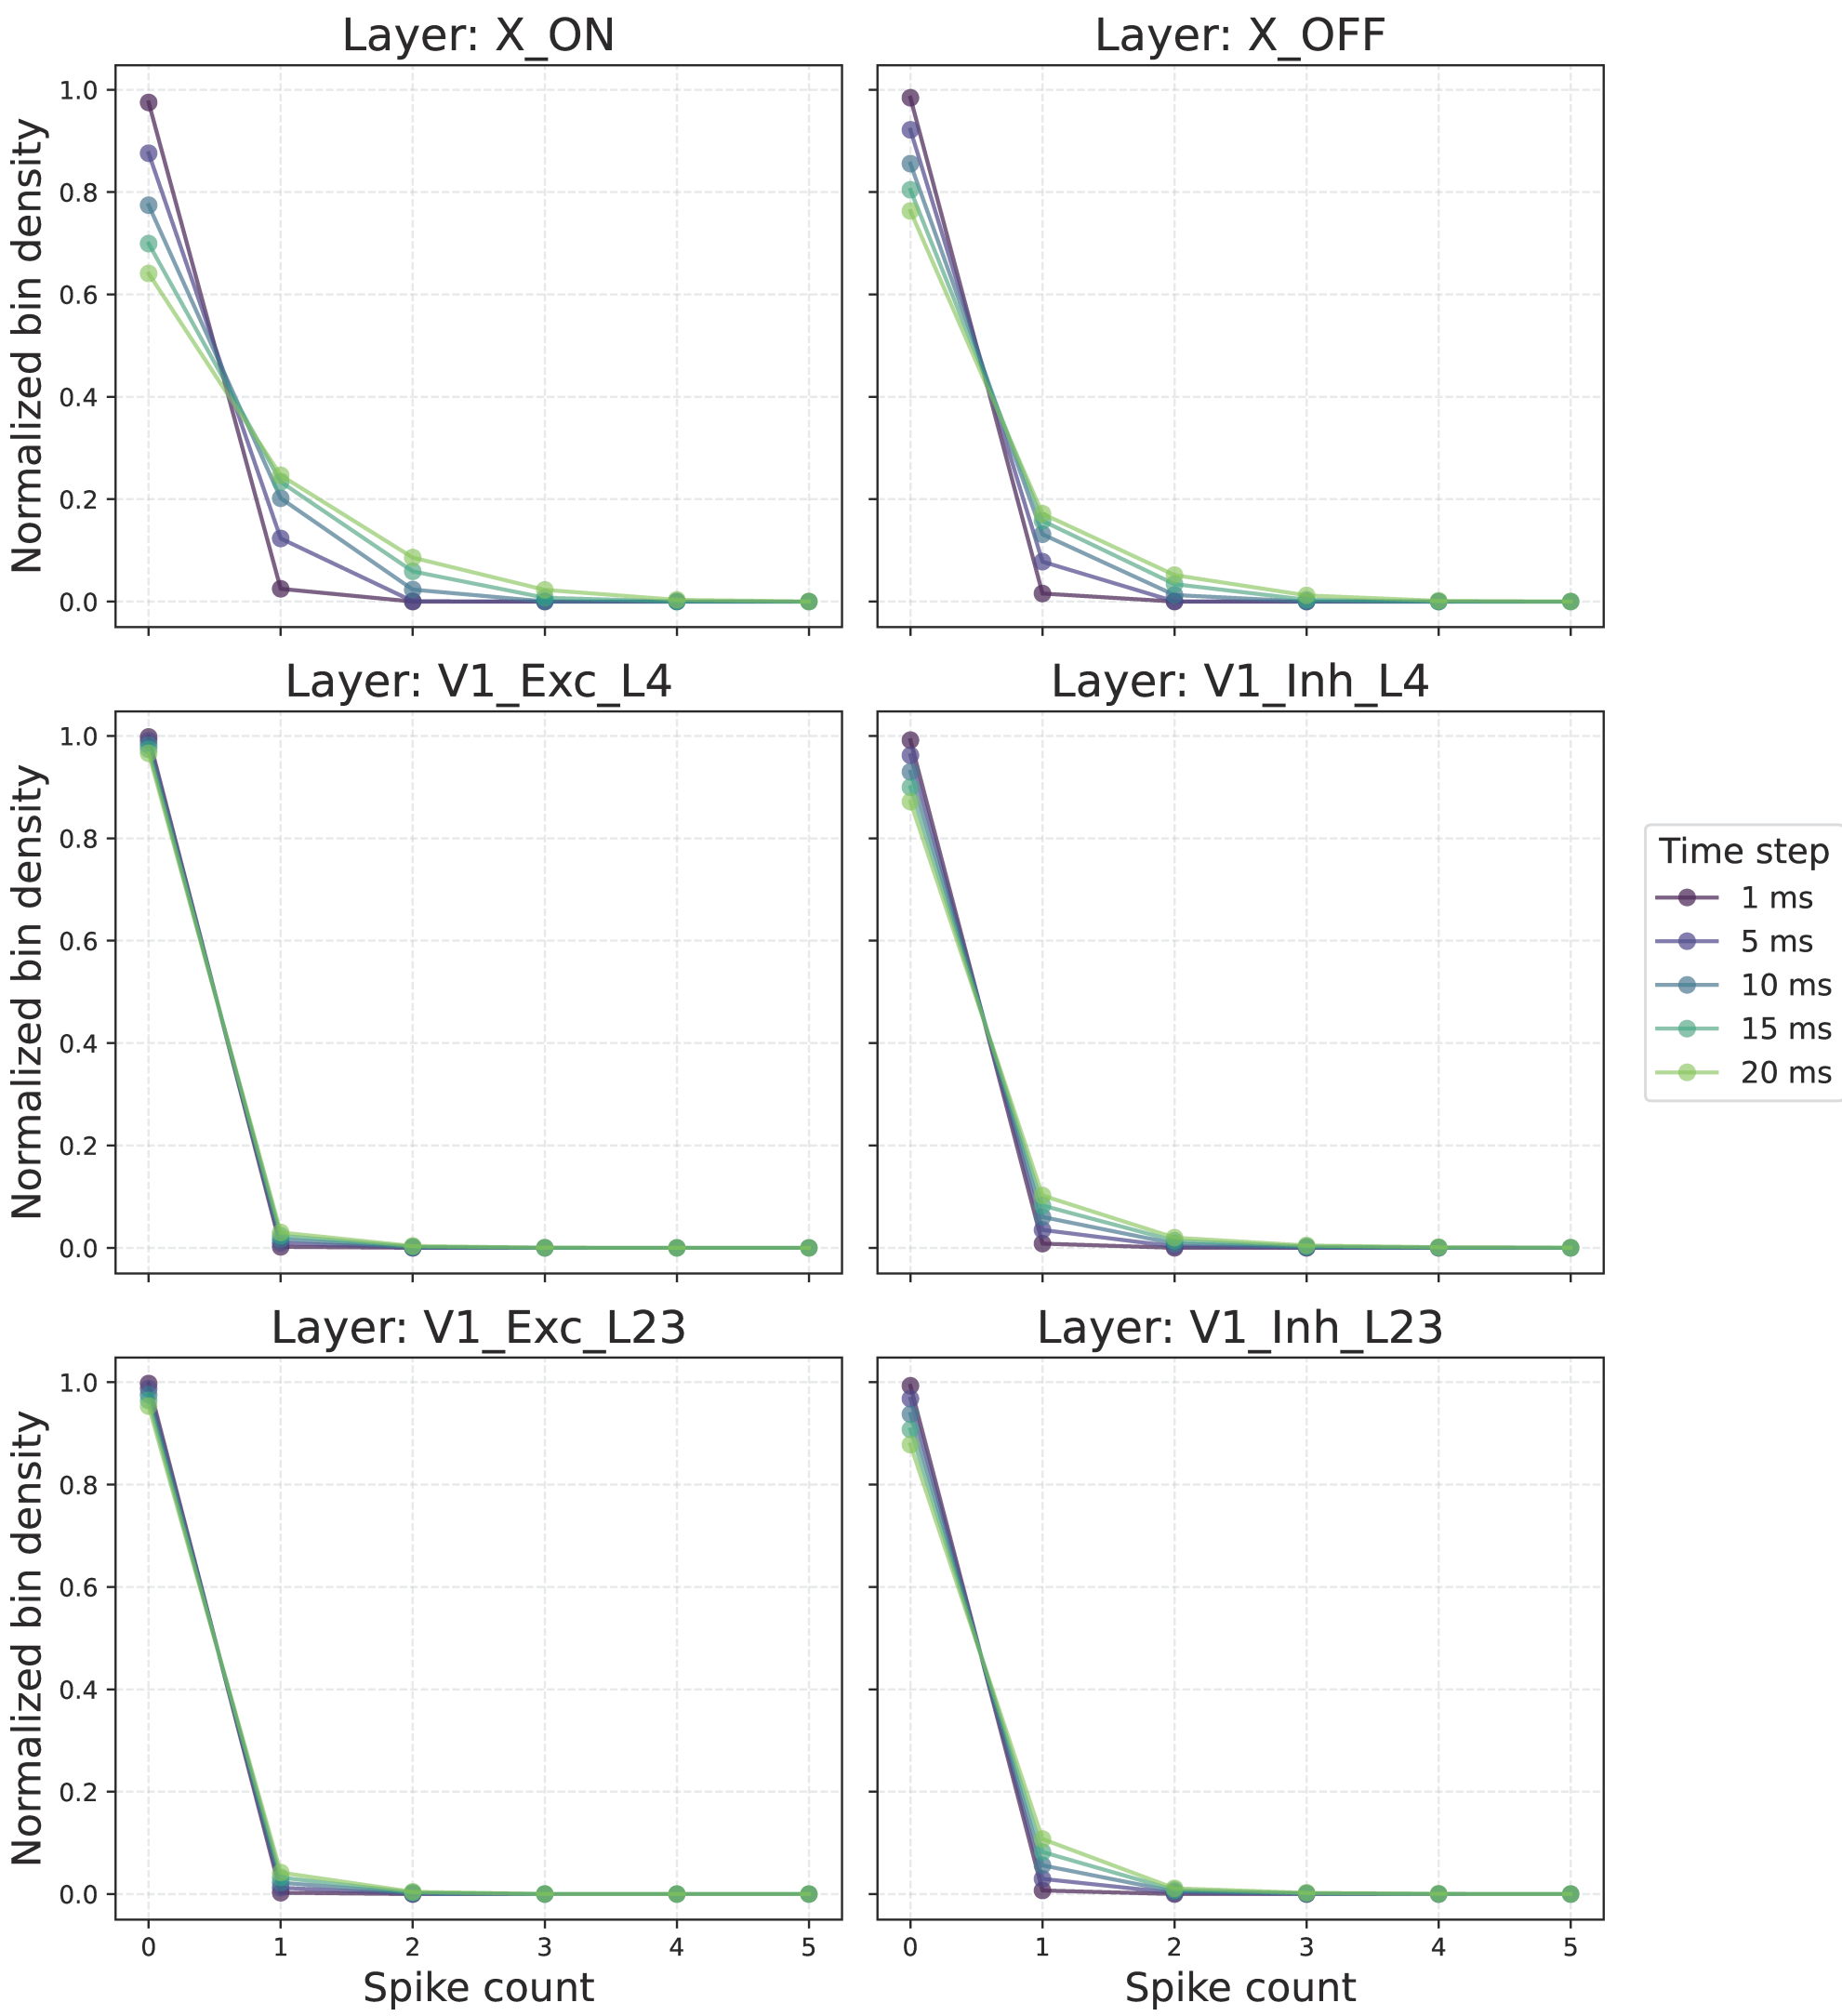 Layer: X_ON
Layer: X_OFF
Normalized bin density
1.0
0.8
0.6
0.4
0.2
0.0
Layer: V1_Exc_L4
Layer: V1_Inh_L4
Normalized bin density
1.0
0.8
0.6
0.4
0.2
0.0
Time step
1 ms
5 ms
10 ms
15 ms
20 ms
Layer: V1_Exc_L23
Layer: V1_Inh_L23
Normalized bin density
1.0
0.8
0.6
0.4
0.2
0.0
0 1 2 3 4 5
0 1 2 3 4 5
Spike count
Spike count